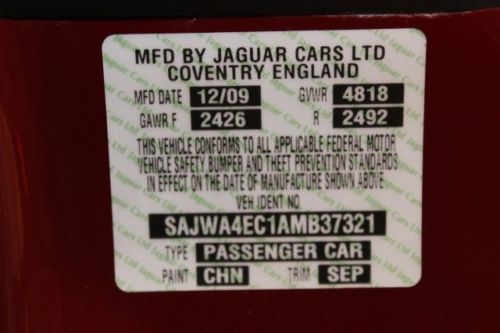 MFD BY JAGUAR CARS LTD
COVENTRY ENGLAND
MFD DATE 12/09 GVWR 4818
GAWR F 2426 R 2492
THIS VEHICLE CONFORMS TO ALL APPLICABLE FEDERAL MOTOR
VEHICLE SAFETY BUMPER AND THEFT PREVENTION STANDARDS
IN EFFECT ON THE DATE OF MANUFACTURE SHOWN ABOVE
VEH IDENT NO
SAJWA4EC1AMB37321
TYPE PASSENGER CAR
PAINT CHN TRIM SEP